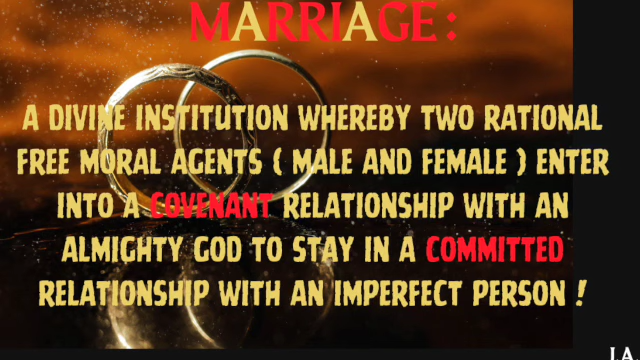 MARRIAGE :
A DIVINE INSTITUTION WHEREBY TWO RATIONAL
FREE MORAL AGENTS ( MALE AND FEMALE ) ENTER
INTO A COVENANT RELATIONSHIP WITH AN
ALMIGHTY GOD TO STAY IN A COMMITTED
RELATIONSHIP WITH AN IMPERFECT PERSON !